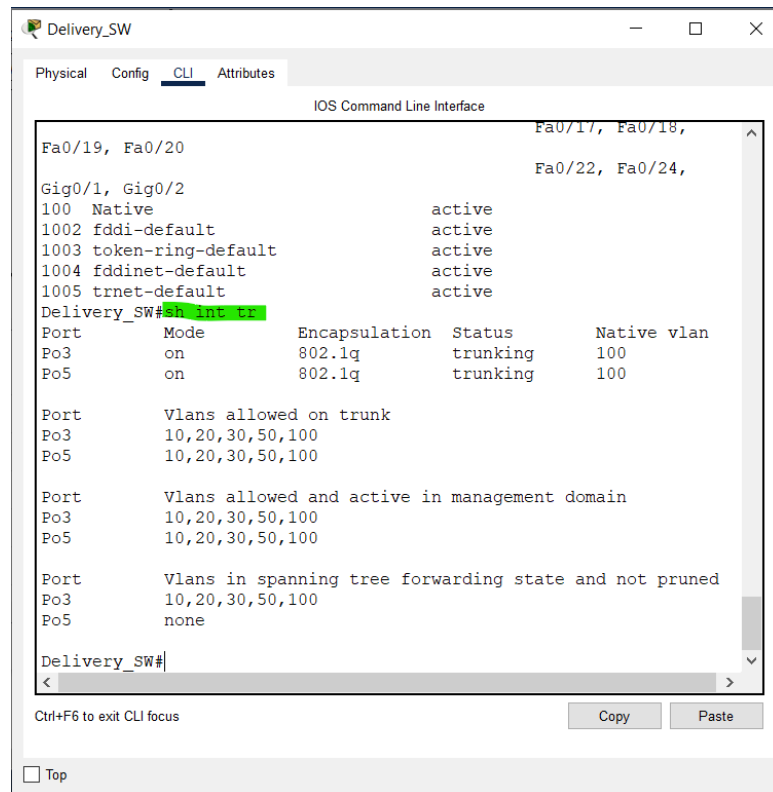 Delivery_SW
Physical Config CLI Attributes
IOS Command Line Interface
Fa0/17, Fa0/18,
Fa0/19, Fa0/20
Fa0/22, Fa0/24,
Gig0/1, Gig0/2
100 Native active
1002 fddi-default active
1003 token-ring-default active
1004 fddinet-default active
1005 trnet-default active
Delivery_SW#sh int tr
Port Mode Encapsulation Status Native vlan
Po3 on 802.1q trunking 100
Po5 on 802.1q trunking 100
Port Vlans allowed on trunk
Po3 10,20,30,50,100
Po5 10,20,30,50,100
Port Vlans allowed and active in management domain
Po3 10,20,30,50,100
Po5 10,20,30,50,100
Port Vlans in spanning tree forwarding state and not pruned
Po3 10,20,30,50,100
Po5 none
Delivery_SW#
Ctrl+F6 to exit CLI focus Copy Paste
Top